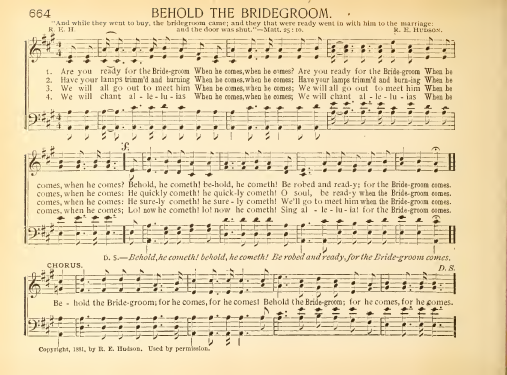 664
BEHOLD THE BRIDEGROOM.
"And while they went to buy, the bridegroom came; and they that were ready went in with him to the marriage:
and the door was shut."—Matt. 25:10.
R. E. H
R. E. HUDSON.
1. Are you ready for the Bride-groom When he comes, when he comes? Are you ready for the Bride-groom When he
2. Have your lamps trimm'd and burning When he comes, when he comes; Have your lamps trimm'd and burn-ing When he
3. We will all go out to meet him When he comes, when he comes; We will all go out to meet him When he
4. We will chant al - le - lu - ias When he comes, when he comes; We will chant al - le - lu - ias When he
S.
comes, when he comes? Behold, he cometh! be-hold, he cometh! Be robed and read-y; for the Bride-groom comes.
comes, when he comes: He quickly cometh! he quick-ly cometh! O soul, be read-y when the Bride-groom comes.
comes, when he comes: He sure-ly cometh! he sure - ly cometh! We'll go to meet him when the Bride-groom comes.
comes, when he comes; Lo! now he comet! lo! now he cometh! Sing al - le - lu - ia! for the Bride-groom comes.
D. S.—Behold, he cometh! behold, he cometh! Be robed and ready, for the Bride-groom comes.
CHORUS.
D. S.
Be - hold the Bride-groom; for he comes, for he comes! Behold the Bride-groom; for he comes, for he comes.
Copyright, 1881, by R. E. Hudson. Used by permission.